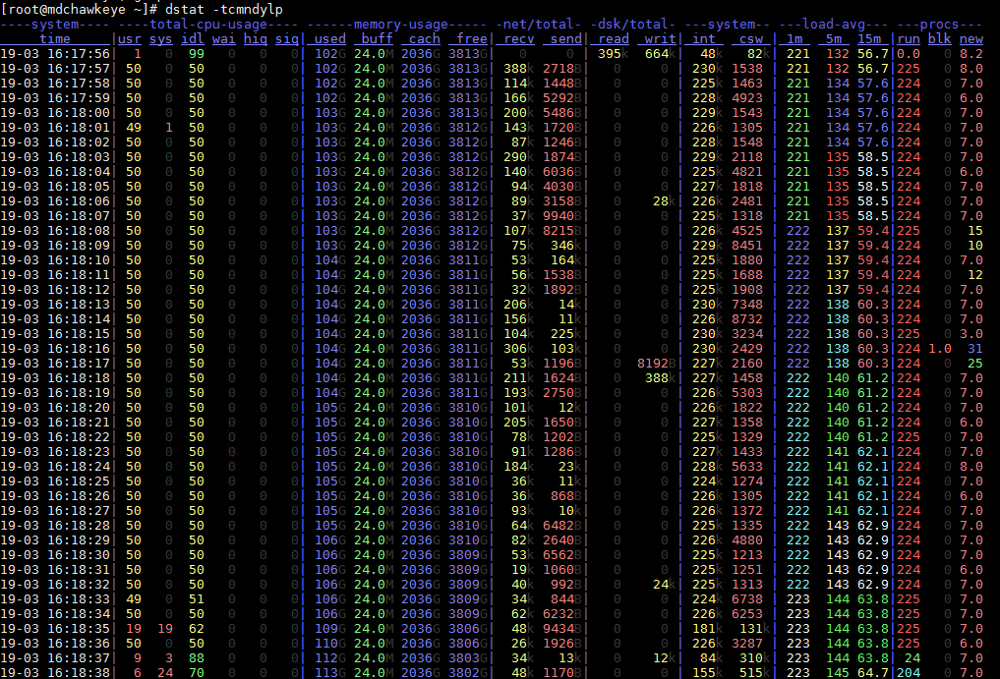 [root@mdchawkeye ~]# dstat -tcmndylp
----system---- ----total-cpu-usage---- ------memory-usage----- -net/total- -dsk/total- ---system-- ---load-avg--- ---procs---
     time     |usr sys idl wai hiq siq| used  buff  cach  free| recv  send| read  writ| int   csw | 1m   5m  15m |run blk new
19-03 16:17:56|  1   0  99   0   0   0| 102G 24.0M 2036G 3813G|   0     0 | 395k  664k|  48k   82k| 221  132 56.7|0.0   0 8.2
19-03 16:17:57| 50   0  50   0   0   0| 102G 24.0M 2036G 3813G| 388k 2718B|   0     0 | 230k 1538 | 221  132 56.7|225   0 8.0
19-03 16:17:58| 50   0  50   0   0   0| 102G 24.0M 2036G 3813G| 114k 1448B|   0     0 | 225k 1463 | 221  134 57.6|224   0 7.0
19-03 16:17:59| 50   0  50   0   0   0| 102G 24.0M 2036G 3813G| 166k 5292B|   0     0 | 228k 4923 | 221  134 57.6|224   0 6.0
19-03 16:18:00| 50   0  50   0   0   0| 103G 24.0M 2036G 3813G| 200k 5486B|   0     0 | 229k 1543 | 221  134 57.6|224   0 7.0
19-03 16:18:01| 49   1  50   0   0   0| 103G 24.0M 2036G 3812G| 143k 1720B|   0     0 | 226k 1305 | 221  134 57.6|224   0 7.0
19-03 16:18:02| 50   0  50   0   0   0| 103G 24.0M 2036G 3812G|  87k 1246B|   0     0 | 228k 1548 | 221  134 57.6|224   0 7.0
19-03 16:18:03| 50   0  50   0   0   0| 103G 24.0M 2036G 3812G| 290k 1874B|   0     0 | 229k 2118 | 221  135 58.5|224   0 7.0
19-03 16:18:04| 50   0  50   0   0   0| 103G 24.0M 2036G 3812G| 140k 6036B|   0     0 | 225k 4821 | 221  135 58.5|224   0 6.0
19-03 16:18:05| 50   0  50   0   0   0| 103G 24.0M 2036G 3812G|  94k 4030B|   0     0 | 227k 1818 | 221  135 58.5|224   0 7.0
19-03 16:18:06| 50   0  50   0   0   0| 103G 24.0M 2036G 3812G|  89k 3158B|   0    28k| 226k 2481 | 221  135 58.5|224   0 7.0
19-03 16:18:07| 50   0  50   0   0   0| 103G 24.0M 2036G 3812G|  37k 9940B|   0     0 | 225k 1318 | 221  135 58.5|224   0 7.0
19-03 16:18:08| 50   0  50   0   0   0| 103G 24.0M 2036G 3812G| 107k 8215B|   0     0 | 226k 4525 | 222  137 59.4|225   0  15
19-03 16:18:09| 50   0  50   0   0   0| 103G 24.0M 2036G 3812G|  75k  346k|   0     0 | 229k 8451 | 222  137 59.4|224   0  10
19-03 16:18:10| 50   0  50   0   0   0| 104G 24.0M 2036G 3811G|  53k  164k|   0     0 | 225k 1880 | 222  137 59.4|224   0 7.0
19-03 16:18:11| 50   0  50   0   0   0| 104G 24.0M 2036G 3811G|  56k 1538B|   0     0 | 225k 1688 | 222  137 59.4|224   0  12
19-03 16:18:12| 50   0  50   0   0   0| 104G 24.0M 2036G 3811G|  32k 1892B|   0     0 | 225k 1908 | 222  137 59.4|224   0 7.0
19-03 16:18:13| 50   0  50   0   0   0| 104G 24.0M 2036G 3811G| 206k   14k|   0     0 | 230k 7348 | 222  138 60.3|224   0 7.0
19-03 16:18:14| 50   0  50   0   0   0| 104G 24.0M 2036G 3811G| 156k   11k|   0     0 | 226k 8732 | 222  138 60.3|224   0 7.0
19-03 16:18:15| 50   0  50   0   0   0| 104G 24.0M 2036G 3811G| 104k  225k|   0     0 | 230k 3234 | 222  138 60.3|225   0 3.0
19-03 16:18:16| 50   0  50   0   0   0| 104G 24.0M 2036G 3811G| 306k  103k|   0     0 | 230k 2429 | 222  138 60.3|224 1.0  31
19-03 16:18:17| 50   0  50   0   0   0| 104G 24.0M 2036G 3811G|  53k 1196B|   0  8192B| 227k 2160 | 222  138 60.3|224   0  25
19-03 16:18:18| 50   0  50   0   0   0| 104G 24.0M 2036G 3811G| 211k 1624B|   0   388k| 227k 1458 | 222  140 61.2|224   0 7.0
19-03 16:18:19| 50   0  50   0   0   0| 104G 24.0M 2036G 3811G| 193k 2750B|   0     0 | 226k 5303 | 222  140 61.2|224   0 7.0
19-03 16:18:20| 50   0  50   0   0   0| 105G 24.0M 2036G 3810G| 101k   12k|   0     0 | 226k 1822 | 222  140 61.2|224   0 7.0
19-03 16:18:21| 50   0  50   0   0   0| 105G 24.0M 2036G 3810G| 205k 1650B|   0     0 | 227k 1358 | 222  140 61.2|225   0 6.0
19-03 16:18:22| 50   0  50   0   0   0| 105G 24.0M 2036G 3810G|  78k 1202B|   0     0 | 225k 1329 | 222  140 61.2|225   0 7.0
19-03 16:18:23| 50   0  50   0   0   0| 105G 24.0M 2036G 3810G|  91k 1286B|   0     0 | 227k 1433 | 222  141 62.1|224   0 7.0
19-03 16:18:24| 50   0  50   0   0   0| 105G 24.0M 2036G 3810G| 184k   23k|   0     0 | 228k 5633 | 222  141 62.1|224   0 8.0
19-03 16:18:25| 50   0  50   0   0   0| 105G 24.0M 2036G 3810G|  36k   11k|   0     0 | 224k 1274 | 222  141 62.1|224   0 7.0
19-03 16:18:26| 50   0  50   0   0   0| 105G 24.0M 2036G 3810G|  36k  868B|   0     0 | 226k 1305 | 222  141 62.1|224   0 6.0
19-03 16:18:27| 50   0  50   0   0   0| 105G 24.0M 2036G 3810G|  93k   10k|   0     0 | 226k 1372 | 222  141 62.1|224   0 7.0
19-03 16:18:28| 50   0  50   0   0   0| 106G 24.0M 2036G 3810G|  64k 6482B|   0     0 | 225k 1335 | 222  143 62.9|224   0 7.0
19-03 16:18:29| 50   0  50   0   0   0| 106G 24.0M 2036G 3810G|  82k 2640B|   0     0 | 226k 4880 | 222  143 62.9|224   0 7.0
19-03 16:18:30| 50   0  50   0   0   0| 106G 24.0M 2036G 3809G|  53k 6562B|   0     0 | 225k 1213 | 222  143 62.9|224   0 7.0
19-03 16:18:31| 50   0  50   0   0   0| 106G 24.0M 2036G 3809G|  19k 1060B|   0     0 | 225k 1251 | 222  143 62.9|224   0 6.0
19-03 16:18:32| 50   0  50   0   0   0| 106G 24.0M 2036G 3809G|  40k  992B|   0    24k| 225k 1313 | 222  143 62.9|224   0 7.0
19-03 16:18:33| 49   0  51   0   0   0| 106G 24.0M 2036G 3809G|  34k  844B|   0     0 | 224k 6738 | 223  144 63.8|225   0 7.0
19-03 16:18:34| 50   0  50   0   0   0| 106G 24.0M 2036G 3809G|  62k 6232B|   0     0 | 226k 6253 | 223  144 63.8|225   0 7.0
19-03 16:18:35| 19  19  62   0   0   0| 109G 24.0M 2036G 3806G|  48k 9434B|   0     0 | 181k  131k| 223  144 63.8|225   0 7.0
19-03 16:18:36| 50   0  50   0   0   0| 110G 24.0M 2036G 3806G|  26k 1926B|   0     0 | 226k 3287 | 223  144 63.8|225   0 6.0
19-03 16:18:37|  9   3  88   0   0   0| 112G 24.0M 2036G 3803G|  34k   13k|   0    12k|  84k  310k| 223  144 63.8| 24   0 7.0
19-03 16:18:38|  6  24  70   0   0   0| 113G 24.0M 2036G 3802G|  48k 1170B|   0     0 | 155k  515k| 223  145 64.7|204   0 7.0